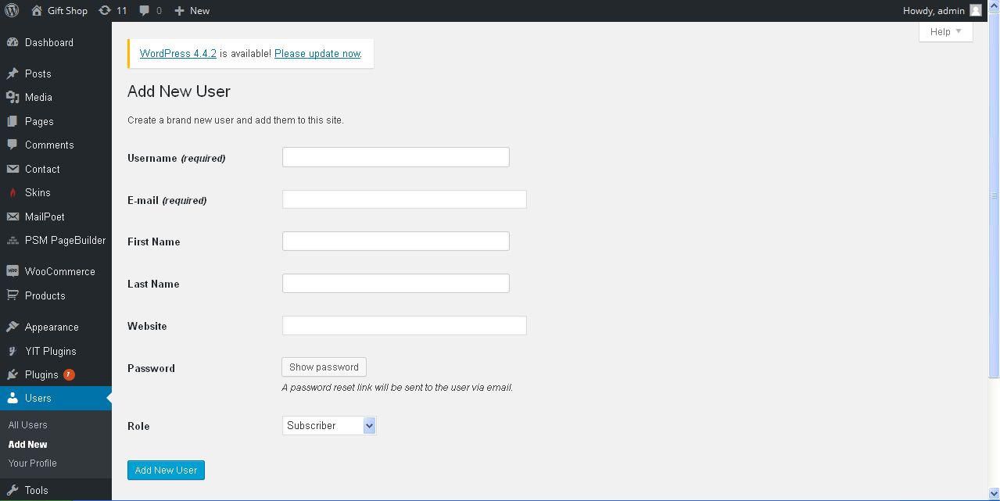 Gift Shop 11 0 New Howdy, admin
Help
Dashboard
Posts
Media
Pages
Comments
Contact
Skins
MailPoet
PSM PageBuilder
WOO WooCommerce
Products
Appearance
YIT Plugins
Plugins 7
Users
All Users
Add New
Your Profile
Tools
WordPress 4.4.2 is available! Please update now.
Add New User
Create a brand new user and add them to this site.
Username (required)
E-mail (required)
First Name
Last Name
Website
Password Show password
A password reset link will be sent to the user via email.
Role Subscriber
Add New User